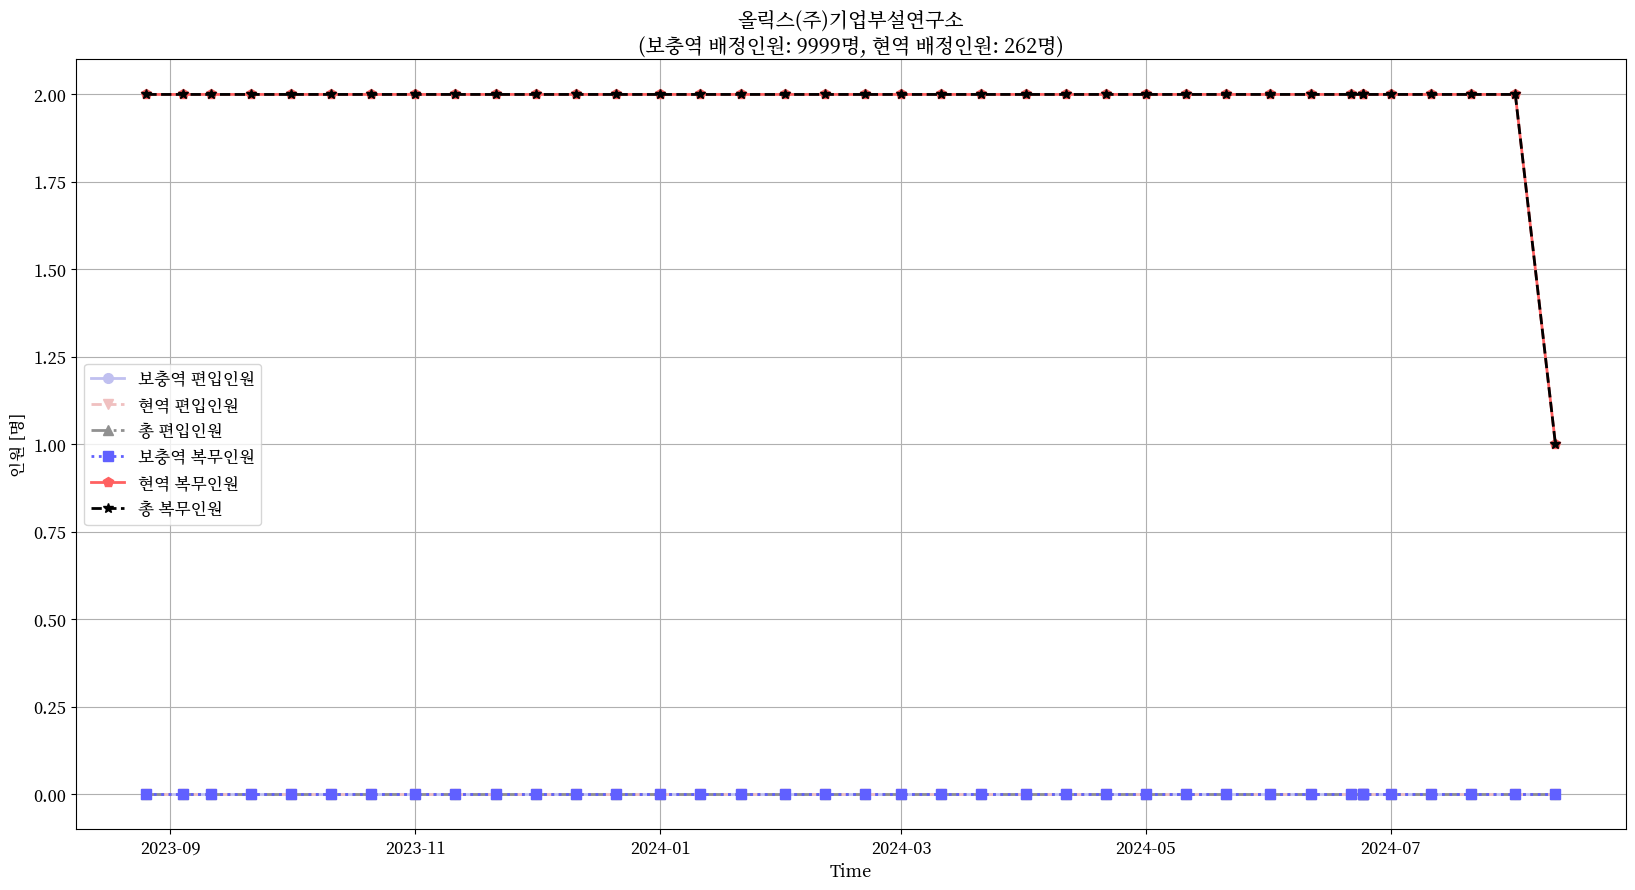 올릭스(주)기업부설연구소
(보충역 배정인원: 9999명, 현역 배정인원: 262명)
인원 [명]
2.00
1.75
1.50
1.25
1.00
0.75
0.50
0.25
0.00
보충역 편입인원
현역 편입인원
총 편입인원
보충역 복무인원
현역 복무인원
총 복무인원
2023-09
2023-11
2024-01
2024-03
2024-05
2024-07
Time